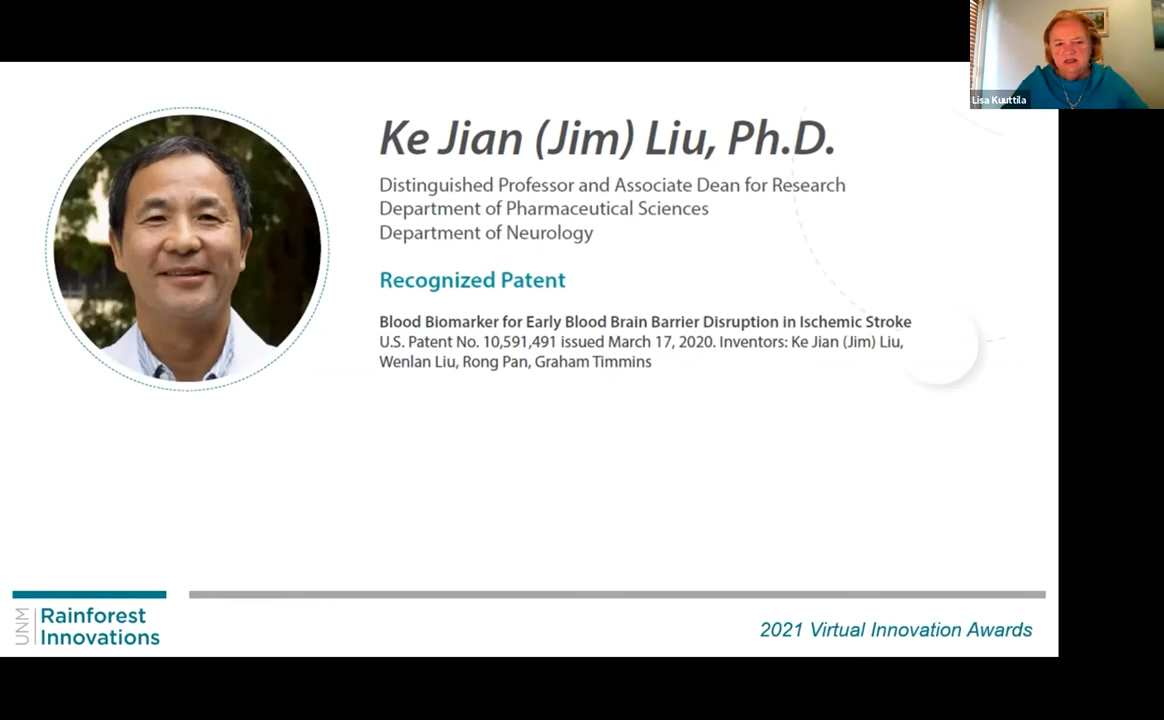 Lisa Kuuttila
Ke Jian (Jim) Liu, Ph.D.
Distinguished Professor and Associate Dean for Research
Department of Pharmaceutical Sciences
Department of Neurology
Recognized Patent
Blood Biomarker for Early Blood Brain Barrier Disruption in Ischemic Stroke
U.S. Patent No. 10,591,491 issued March 17, 2020. Inventors: Ke Jian (Jim) Liu,
Wenlan Liu, Rong Pan, Graham Timmins
UNM
Rainforest
Innovations
2021 Virtual Innovation Awards